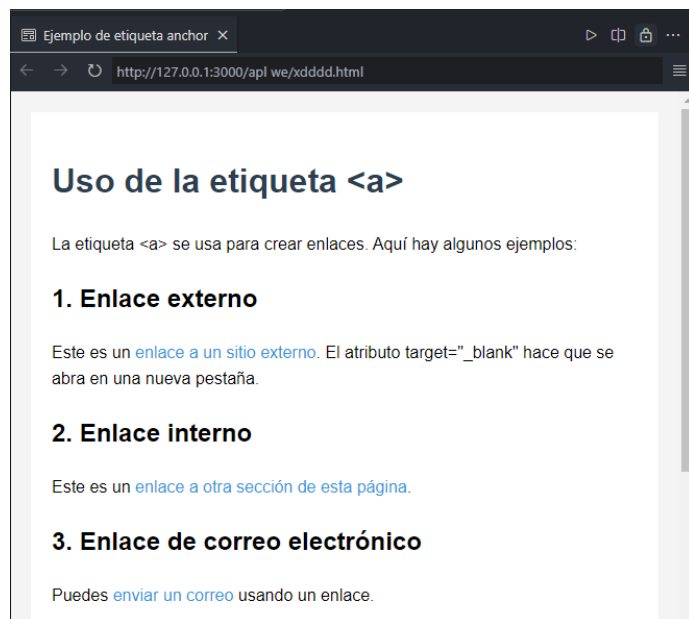 Ejemplo de etiqueta anchor
http://127.0.0.1:3000/apl we/xdddd.html
Uso de la etiqueta <a>
La etiqueta <a> se usa para crear enlaces. Aquí hay algunos ejemplos:
1. Enlace externo
Este es un enlace a un sitio externo. El atributo target="_blank" hace que se
abra en una nueva pestaña.
2. Enlace interno
Este es un enlace a otra sección de esta página.
3. Enlace de correo electrónico
Puedes enviar un correo usando un enlace.